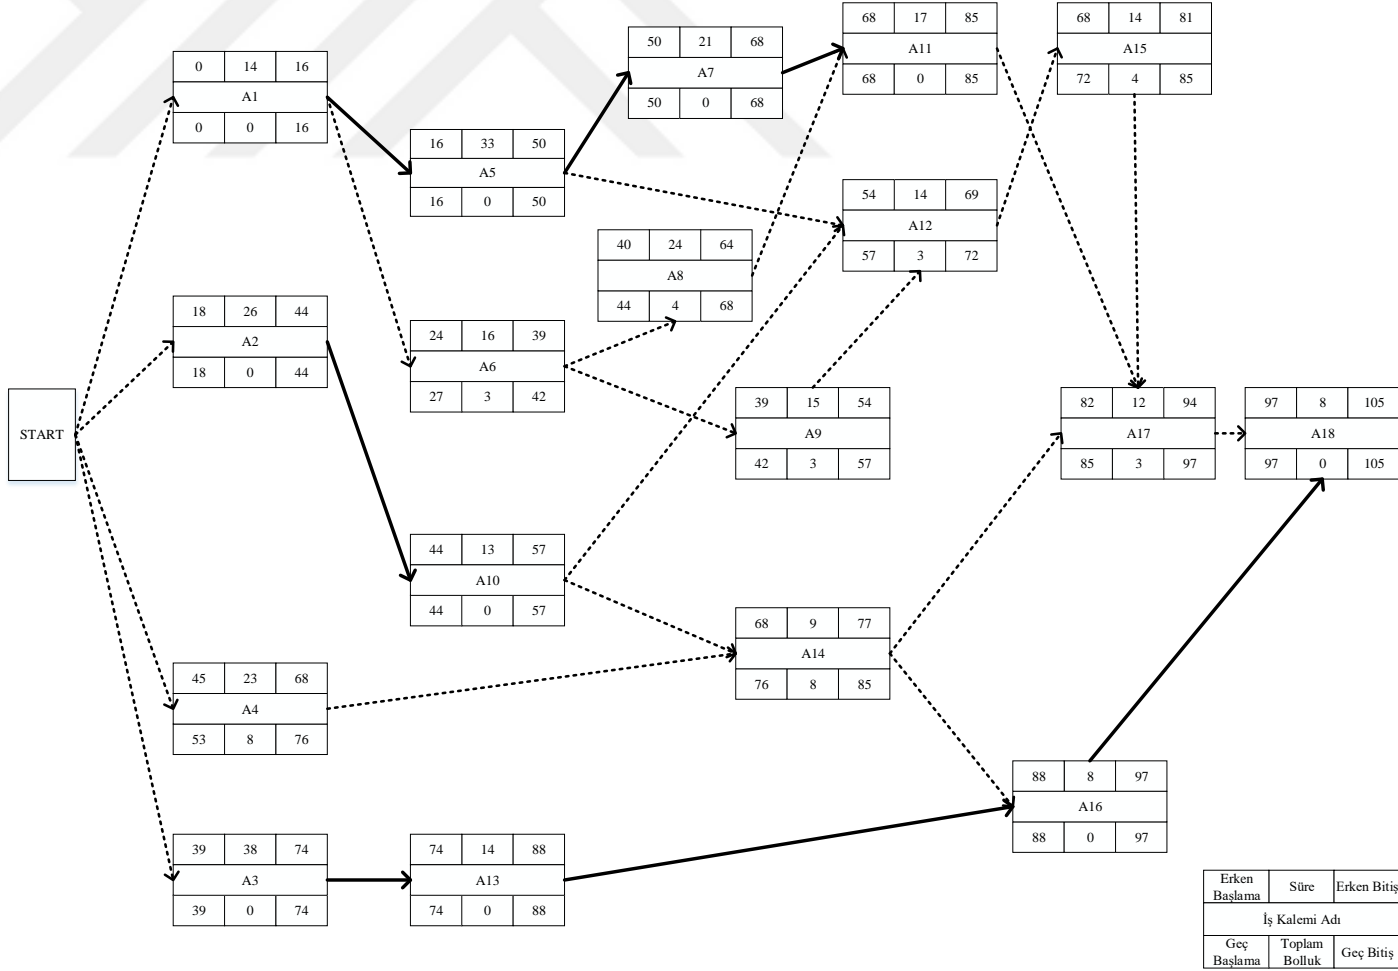 68 17 85
A11
68 0 85
68 14 81
A15
72 4 85
50 21 68
A7
50 0 68
0 14 16
A1
0 0 16
16 33 50
A5
16 0 50
54 14 69
A12
57 3 72
40 24 64
A8
44 4 68
18 26 44
A2
18 0 44
24 16 39
A6
27 3 42
START
39 15 54
A9
42 3 57
82 12 94
A17
85 3 97
97 8 105
A18
97 0 105
44 13 57
A10
44 0 57
68 9 77
A14
76 8 85
45 23 68
A4
53 8 76
88 8 97
A16
88 0 97
39 38 74
A3
39 0 74
74 14 88
A13
74 0 88
Erken
Başlama
Süre
Erken Bitiş
İş Kalemi Adı
Geç
Başlama
Toplam
Bolluk
Geç Bitiş